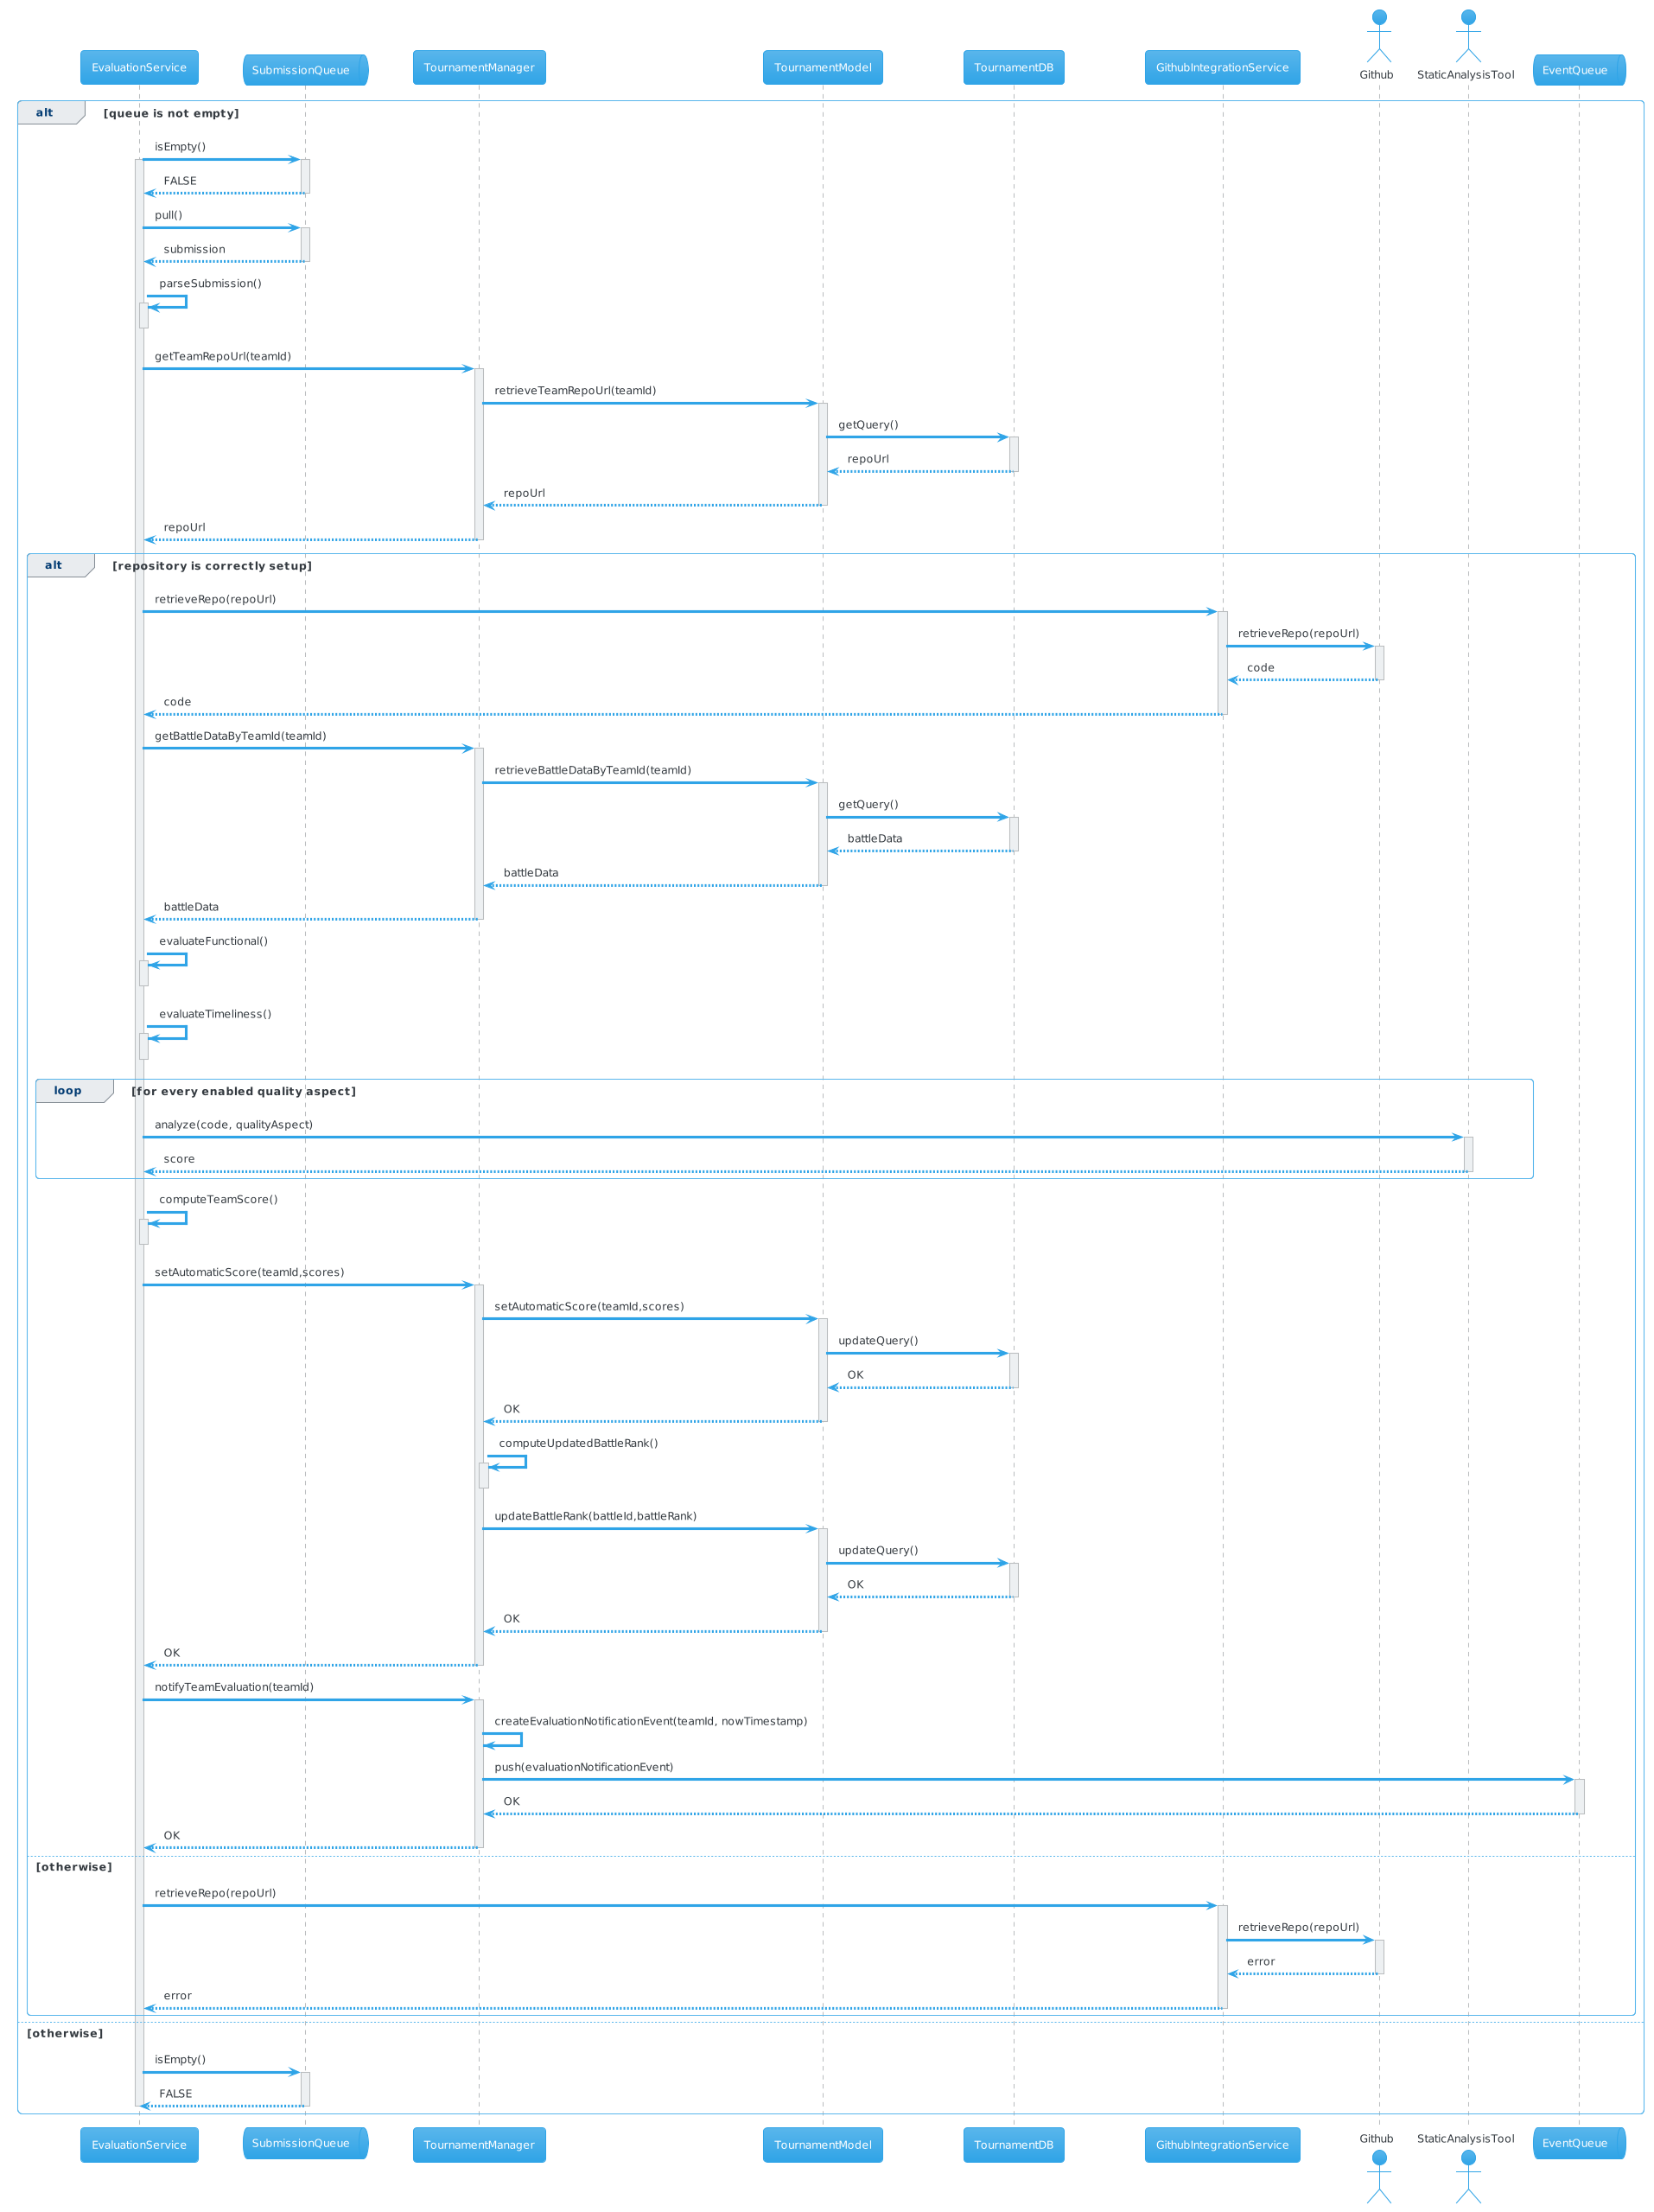 Github
StaticAnalysisTool
EvaluationService
SubmissionQueue
TournamentManager
TournamentModel
TournamentDB
GithubIntegrationService
EventQueue
alt [queue is not empty]
isEmpty()
FALSE
pull()
submission
parseSubmission()
getTeamRepoUrl(teamId)
retrieveTeamRepoUrl(teamId)
getQuery()
repoUrl
repoUrl
repoUrl
alt [repository is correctly setup]
retrieveRepo(repoUrl)
retrieveRepo(repoUrl)
code
code
getBattleDataByTeamId(teamId)
retrieveBattleDataByTeamId(teamId)
getQuery()
battleData
battleData
battleData
evaluateFunctional()
evaluateTimeliness()
loop [for every enabled quality aspect]
analyze(code, qualityAspect)
score
computeTeamScore()
setAutomaticScore(teamId,scores)
setAutomaticScore(teamId,scores)
updateQuery()
OK
OK
computeUpdatedBattleRank()
updateBattleRank(battleId,battleRank)
updateQuery()
OK
OK
OK
notifyTeamEvaluation(teamId)
createEvaluationNotificationEvent(teamId, nowTimestamp)
push(evaluationNotificationEvent)
OK
OK
[otherwise]
retrieveRepo(repoUrl)
retrieveRepo(repoUrl)
error
error
[otherwise]
isEmpty()
FALSE
EvaluationService
SubmissionQueue
TournamentManager
TournamentModel
TournamentDB
GithubIntegrationService
Github
StaticAnalysisTool
EventQueue